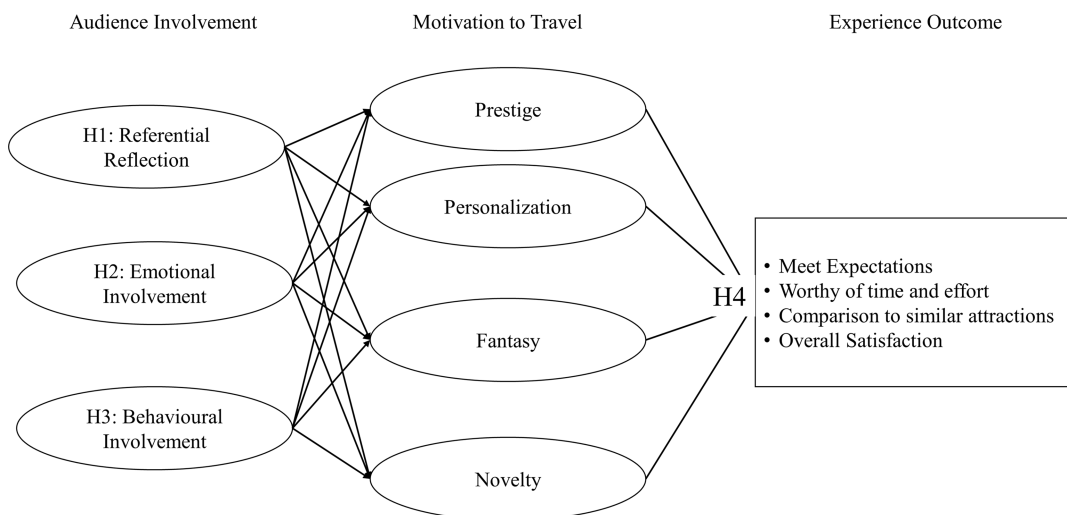 Audience Involvement
Motivation to Travel
Experience Outcome
H1: Referential
Reflection
H2: Emotional
Involvement
H3: Behavioural
Involvement
Prestige
Personalization
Fantasy
Novelty
H4
• Meet Expectations
• Worthy of time and effort
• Comparison to similar attractions
• Overall Satisfaction